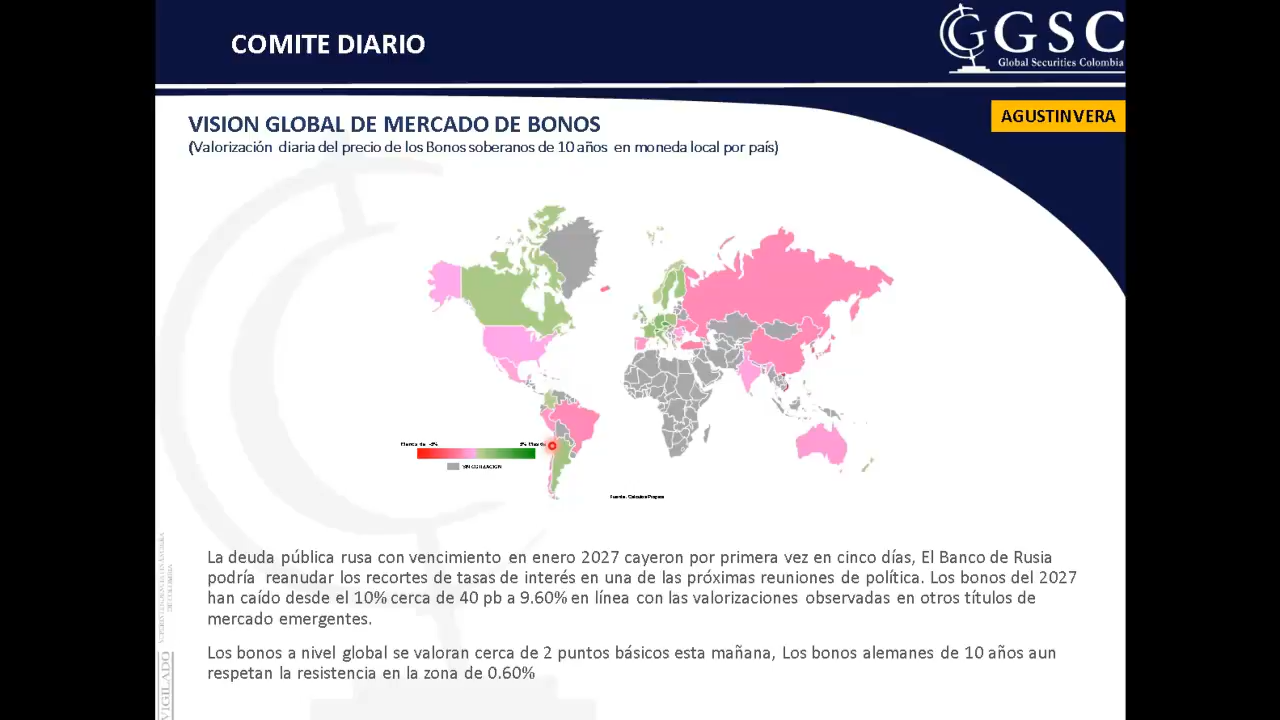 COMITE DIARIO
GSC
Global Securities Colombia
AGUSTIN VERA
VISION GLOBAL DE MERCADO DE BONOS
(Valorización diaria del precio de los Bonos soberanos de 10 años en moneda local por país)
SIN COTIZACION
La deuda pública rusa con vencimiento en enero 2027 cayeron por primera vez en cinco días, El Banco de Rusia
podría reanudar los recortes de tasas de interés en una de las próximas reuniones de política. Los bonos del 2027
han caído desde el 10% cerca de 40 pb a 9.60% en línea con las valorizaciones observadas en otros títulos de
mercado emergentes.
Los bonos a nivel global se valoran cerca de 2 puntos básicos esta mañana, Los bonos alemanes de 10 años aun
respetan la resistencia en la zona de 0.60%
VIGILADO